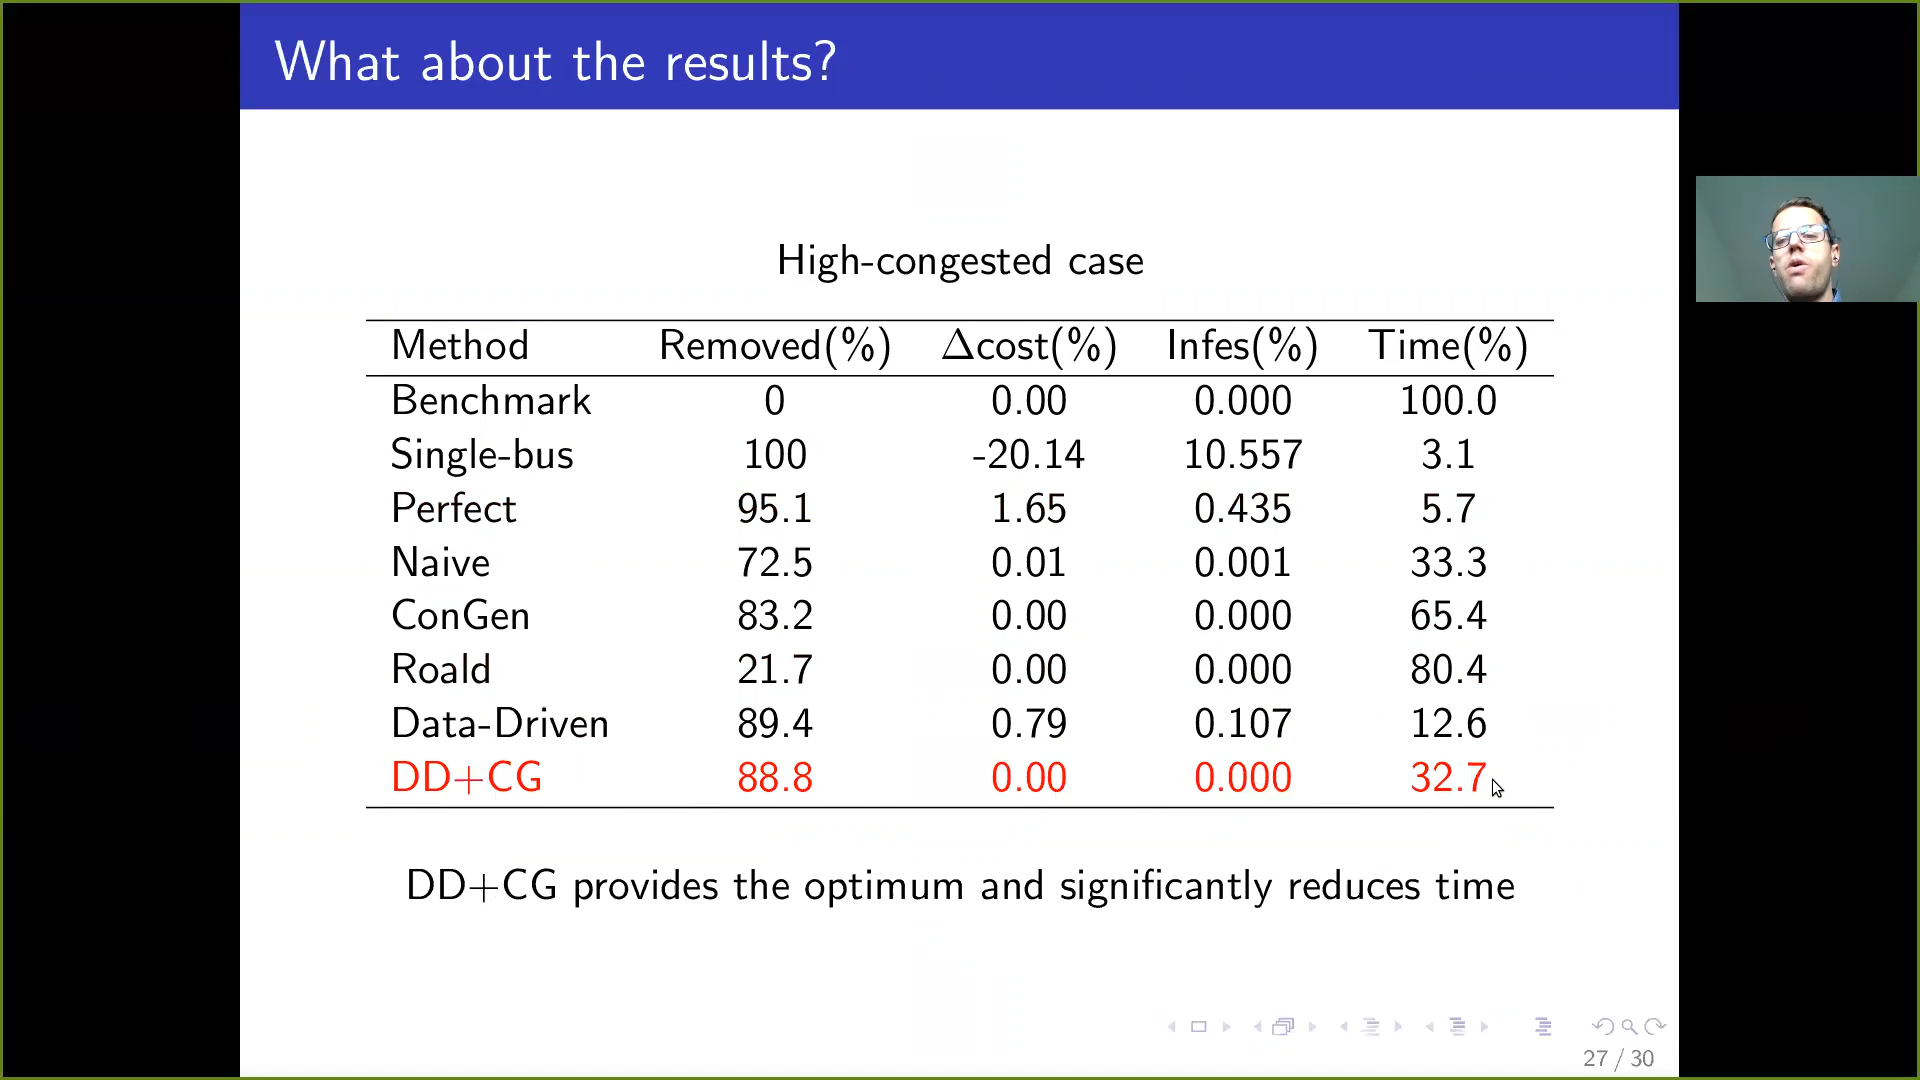 What about the results?
High-congested case
Method Removed(%) Δcost(%) Infes(%) Time(%)
Benchmark 0 0.00 0.000 100.0
Single-bus 100 -20.14 10.557 3.1
Perfect 95.1 1.65 0.435 5.7
Naive 72.5 0.01 0.001 33.3
ConGen 83.2 0.00 0.000 65.4
Roald 21.7 0.00 0.000 80.4
Data-Driven 89.4 0.79 0.107 12.6
DD+CG 88.8 0.00 0.000 32.7
DD+CG provides the optimum and significantly reduces time
27 / 30